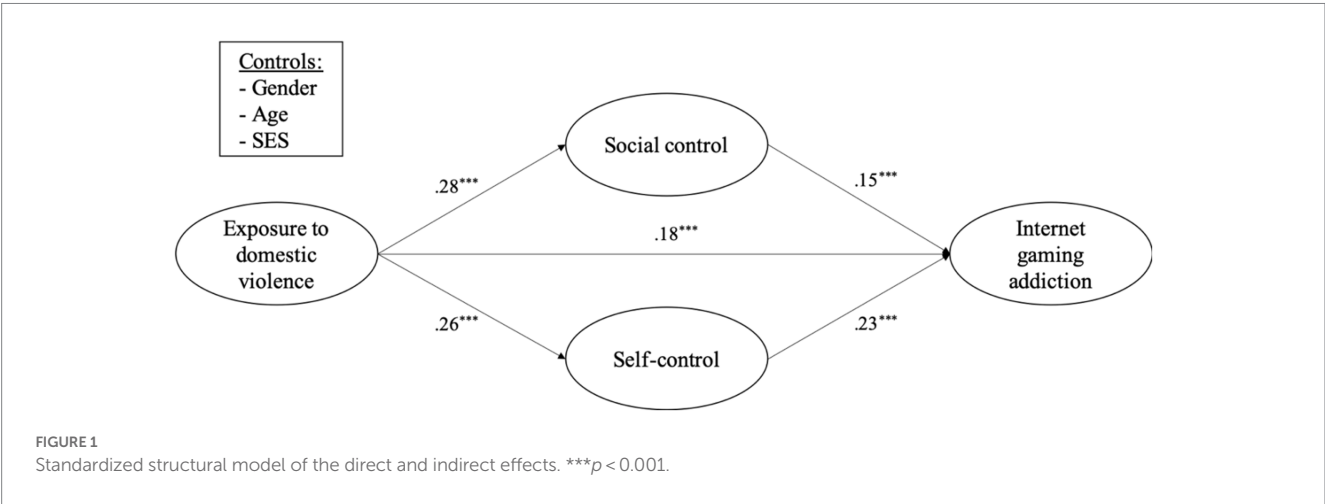 Controls:
- Gender
- Age
- SES
Social control
.28***
.15***
Exposure to
domestic
violence
.18***
Internet
gaming
addiction
.26***
.23***
Self-control
FIGURE 1
Standardized structural model of the direct and indirect effects. ***p < 0.001.